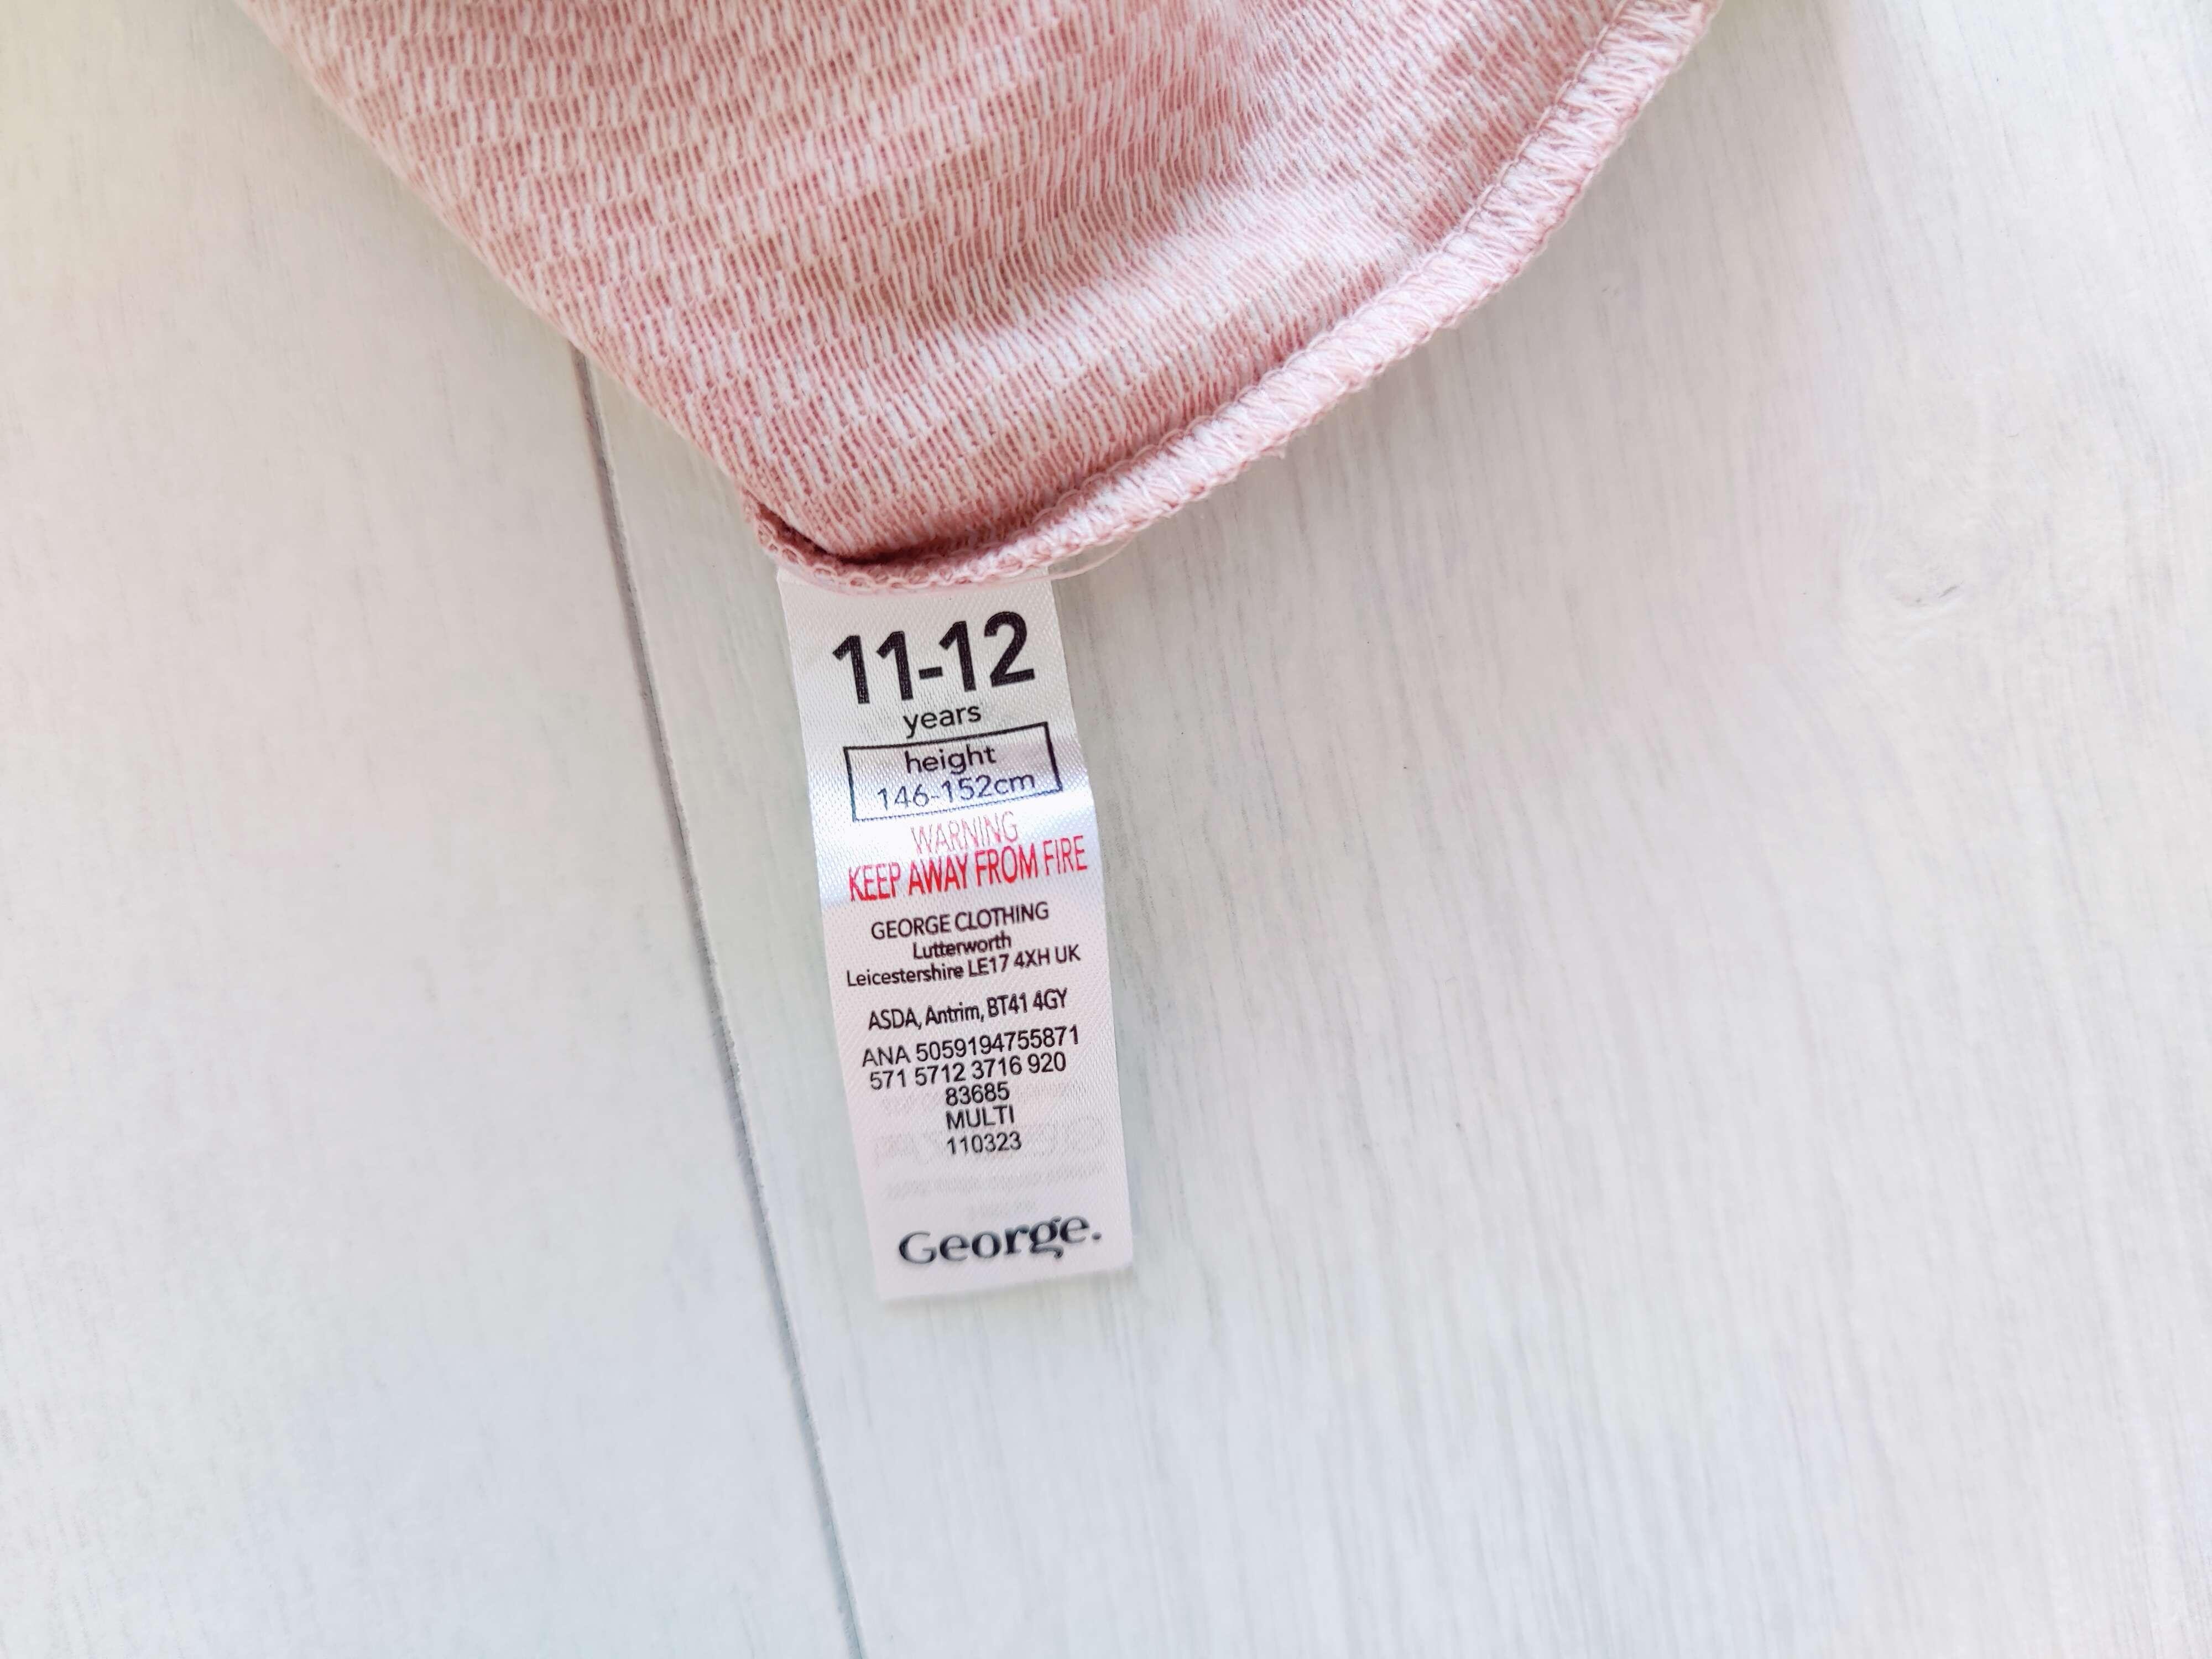 11-12
years
height
146-152cm
WARNING
KEEP AWAY FROM FIRE
GEORGE CLOTHING
Lutterworth
Leicestershire LE17 4XH UK
ASDA, Antrim, BT41 4GY
ANA 5059194755871
571 5712 3716 920
83685
MULTI
110323
George.